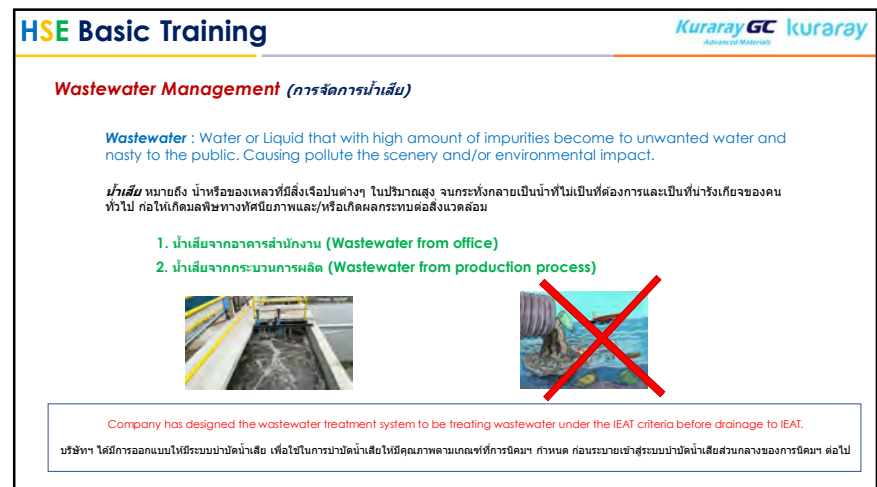 HSE Basic Training
Kuraray GC kuraray
Advanced Materials
Wastewater Management (การจัดการน้ำเสีย)
Wastewater : Water or Liquid that with high amount of impurities become to unwanted water and
nasty to the public. Causing pollute the scenery and/or environmental impact.
น้ำเสีย หมายถึง น้ำหรือของเหลวที่มีสิ่งเจือปนต่างๆ ในปริมาณสูง จนกระทั่งกลายเป็นน้ำที่ไม่เป็นที่ต้องการและเป็นที่น่ารังเกียจของคน
ทั่วไป ก่อให้เกิดมลพิษทางทัศนียภาพและ/หรือเกิดผลกระทบต่อสิ่งแวดล้อม
1. น้ำเสียจากอาคารสำนักงาน (Wastewater from office)
2. น้ำเสียจากกระบวนการผลิต (Wastewater from production process)
Company has designed the wastewater treatment system to be treating wastewater under the IEAT criteria before drainage to IEAT.
บริษัทฯ ได้มีการออกแบบให้มีระบบบำบัดน้ำเสีย เพื่อใช้ในการบำบัดน้ำเสียให้มีคุณภาพตามเกณฑ์ที่การนิคมฯ กำหนด ก่อนระบายเข้าสู่ระบบบำบัดน้ำเสียส่วนกลางของการนิคมฯ ต่อไป